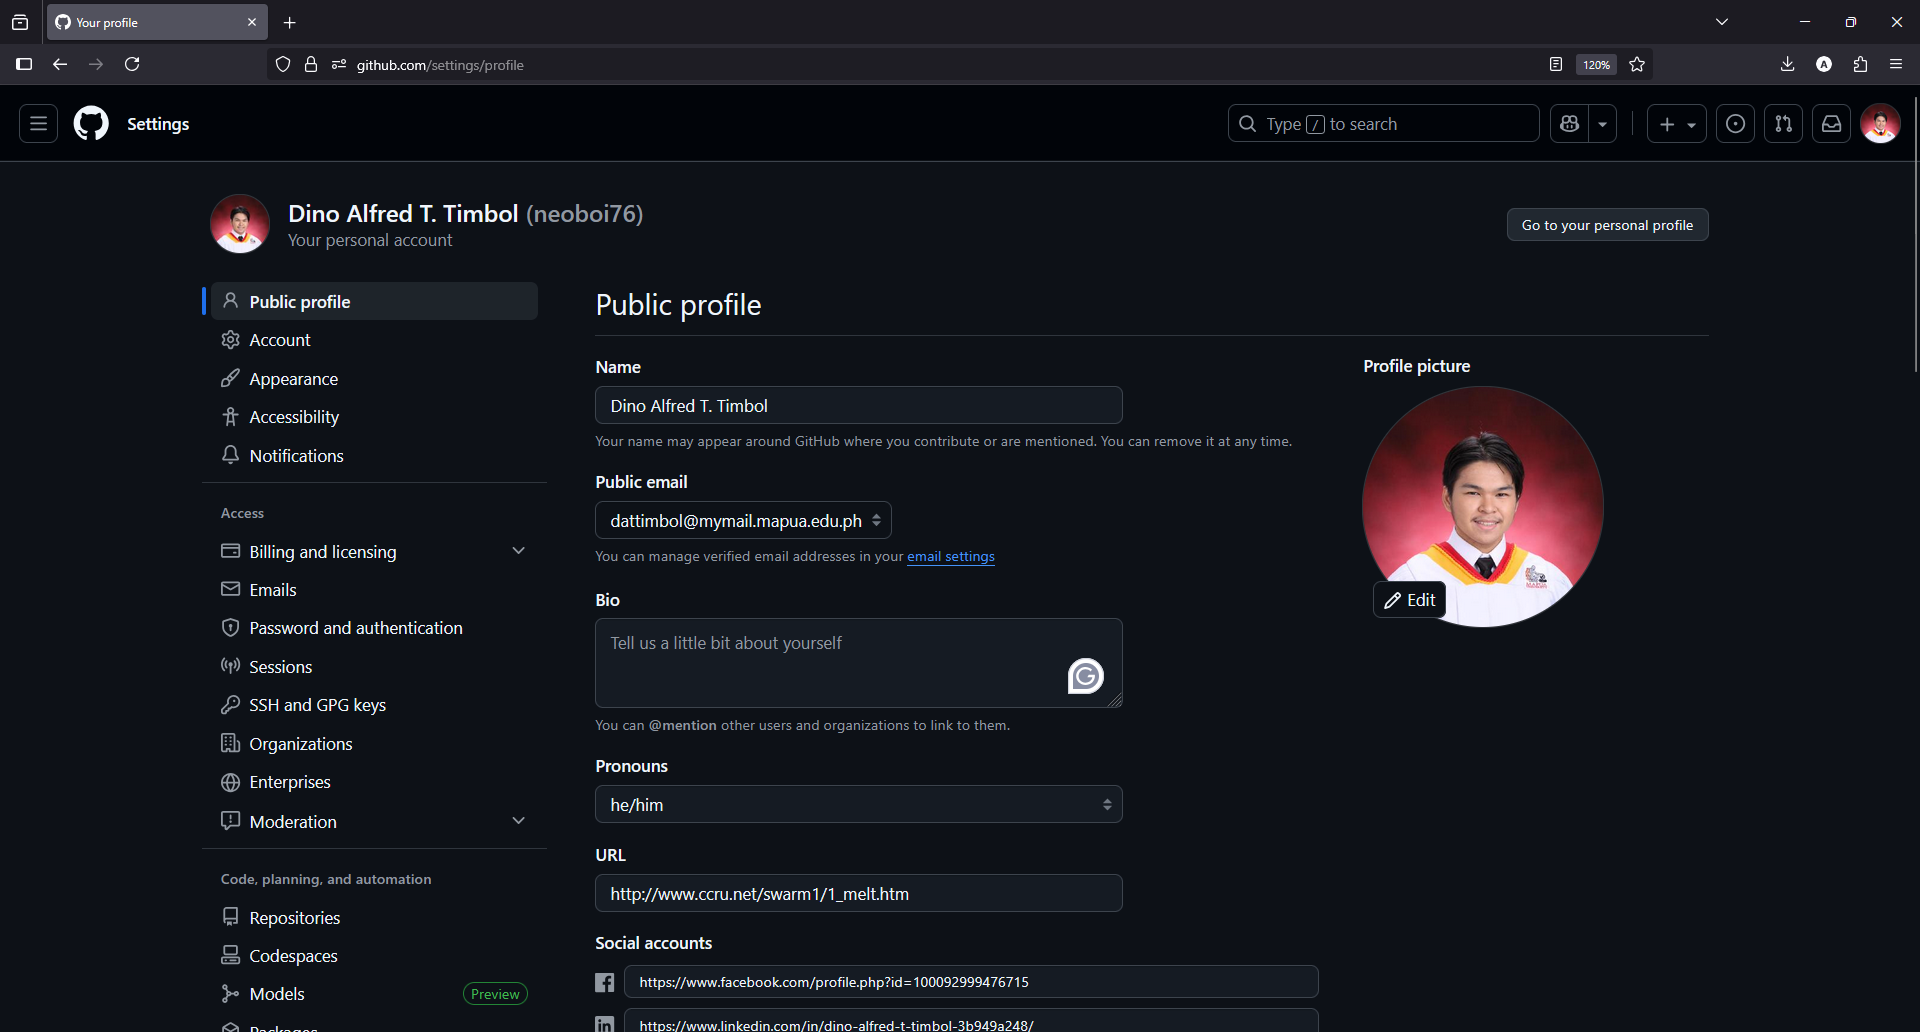 Your profile
github.com/settings/profile
120%
A
Settings
Type / to search
Dino Alfred T. Timbol (neoboi76)
Your personal account
Go to your personal profile
Public profile
Account
Appearance
Accessibility
Notifications
Access
Billing and licensing
Emails
Password and authentication
Sessions
SSH and GPG keys
Organizations
Enterprises
Moderation
Code, planning, and automation
Repositories
Codespaces
Models
Preview
Packages
Public profile
Name
Dino Alfred T. Timbol
Your name may appear around GitHub where you contribute or are mentioned. You can remove it at any time.
Public email
dattimbol@mymail.mapua.edu.ph
You can manage verified email addresses in your email settings
Bio
Tell us a little bit about yourself
You can @mention other users and organizations to link to them.
Pronouns
he/him
URL
http://www.ccru.net/swarm1/1_melt.htm
Social accounts
https://www.facebook.com/profile.php?id=100092999476715
https://www.linkedin.com/in/dino-alfred-t-timbol-3b949a248/
Profile picture
Edit